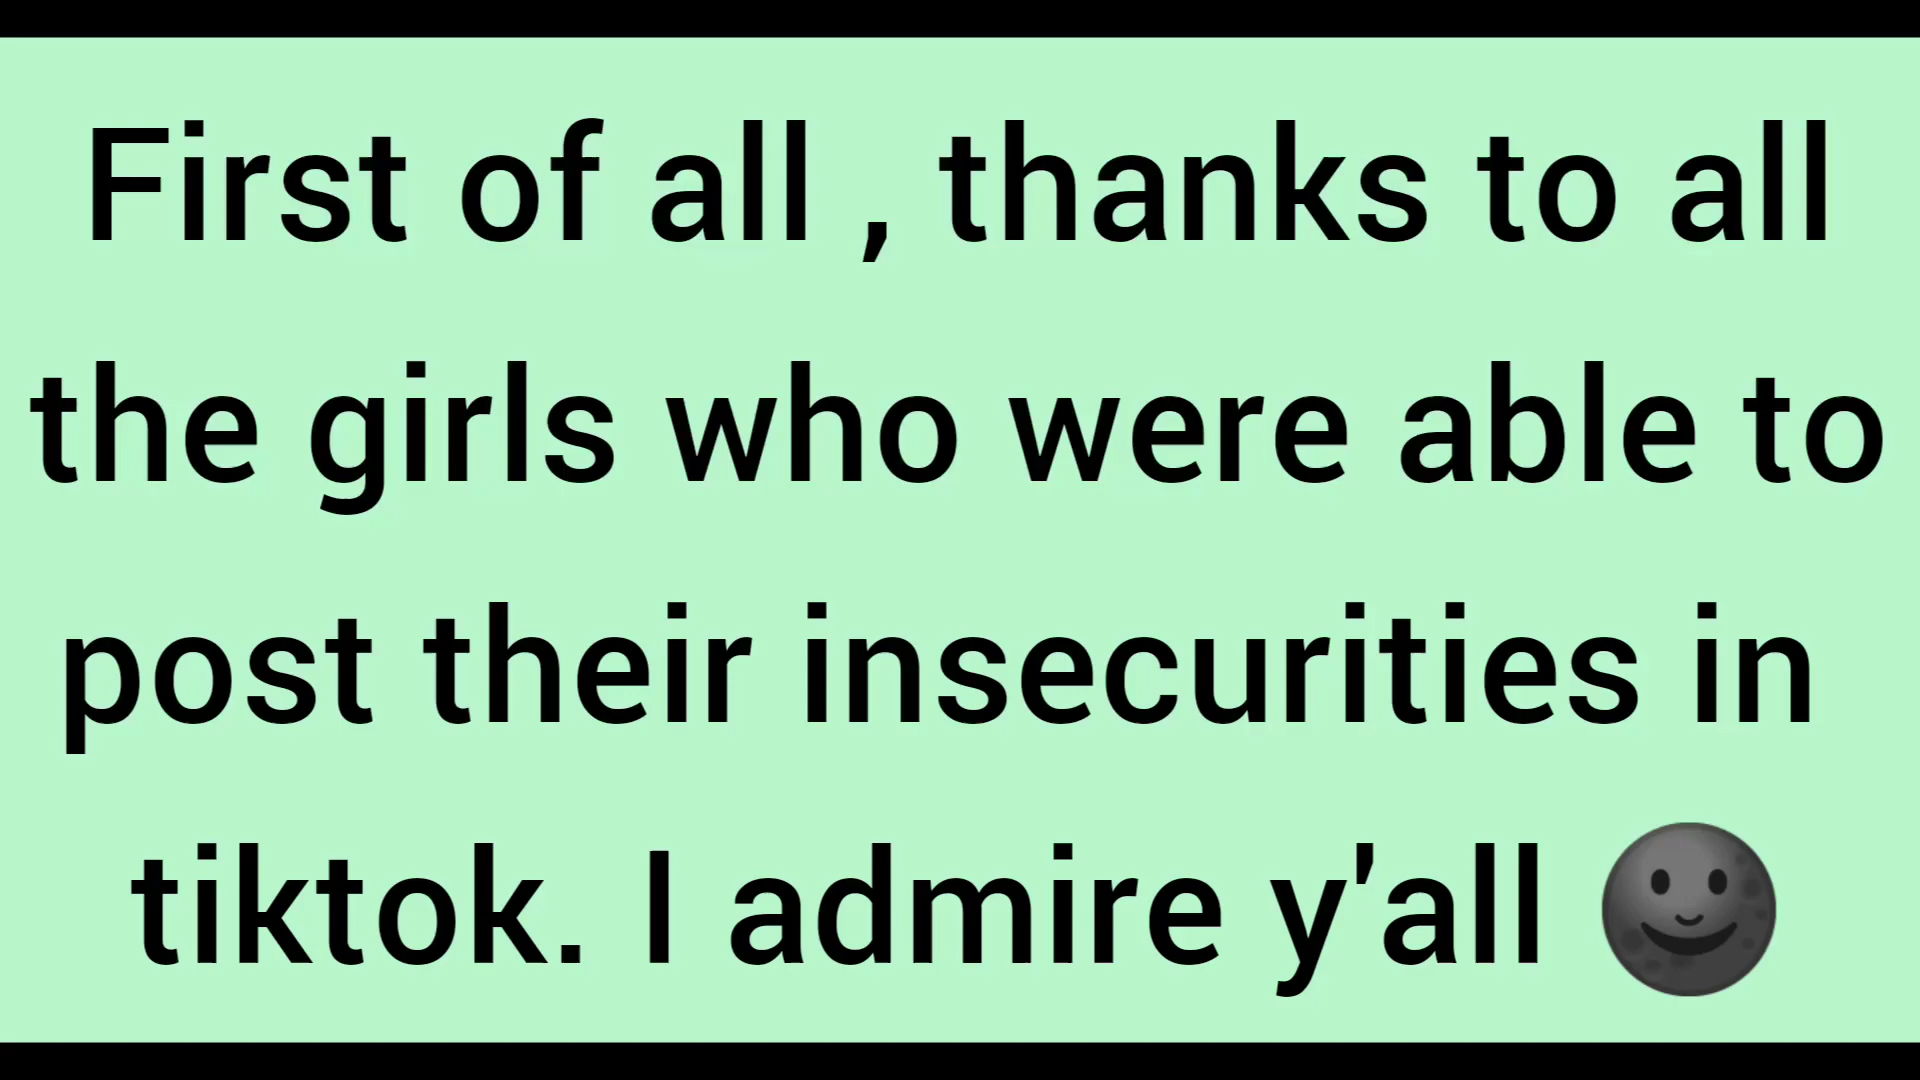 First of all , thanks to all
the girls who were able to
post their insecurities in
tiktok. I admire y'all 🌚